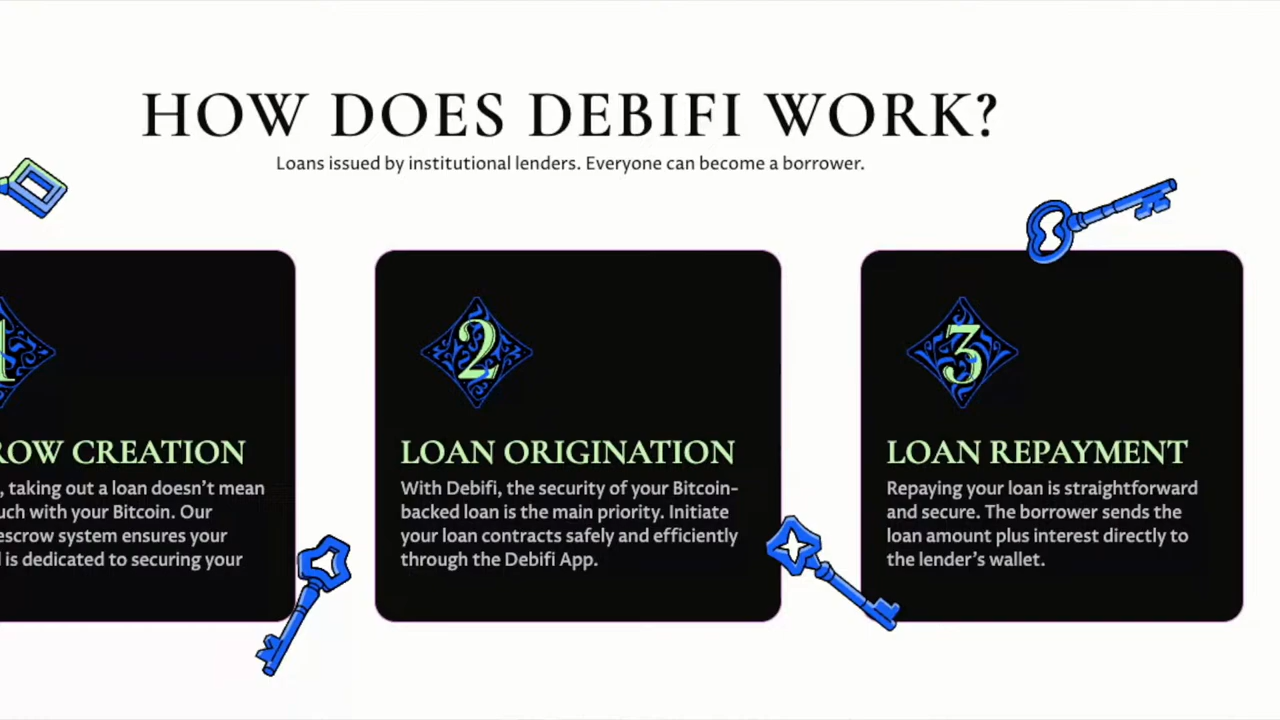 HOW DOES DEBIFI WORK?
Loans issued by institutional lenders. Everyone can become a borrower.
1
CREATION
, taking out a loan doesn’t mean
with your Bitcoin. Our
escrow system ensures your
is dedicated to securing your
2
LOAN ORIGINATION
With Debifi, the security of your Bitcoin-
backed loan is the main priority. Initiate
your loan contracts safely and efficiently
through the Debifi App.
3
LOAN REPAYMENT
Repaying your loan is straightforward
and secure. The borrower sends the
loan amount plus interest directly to
the lender’s wallet.